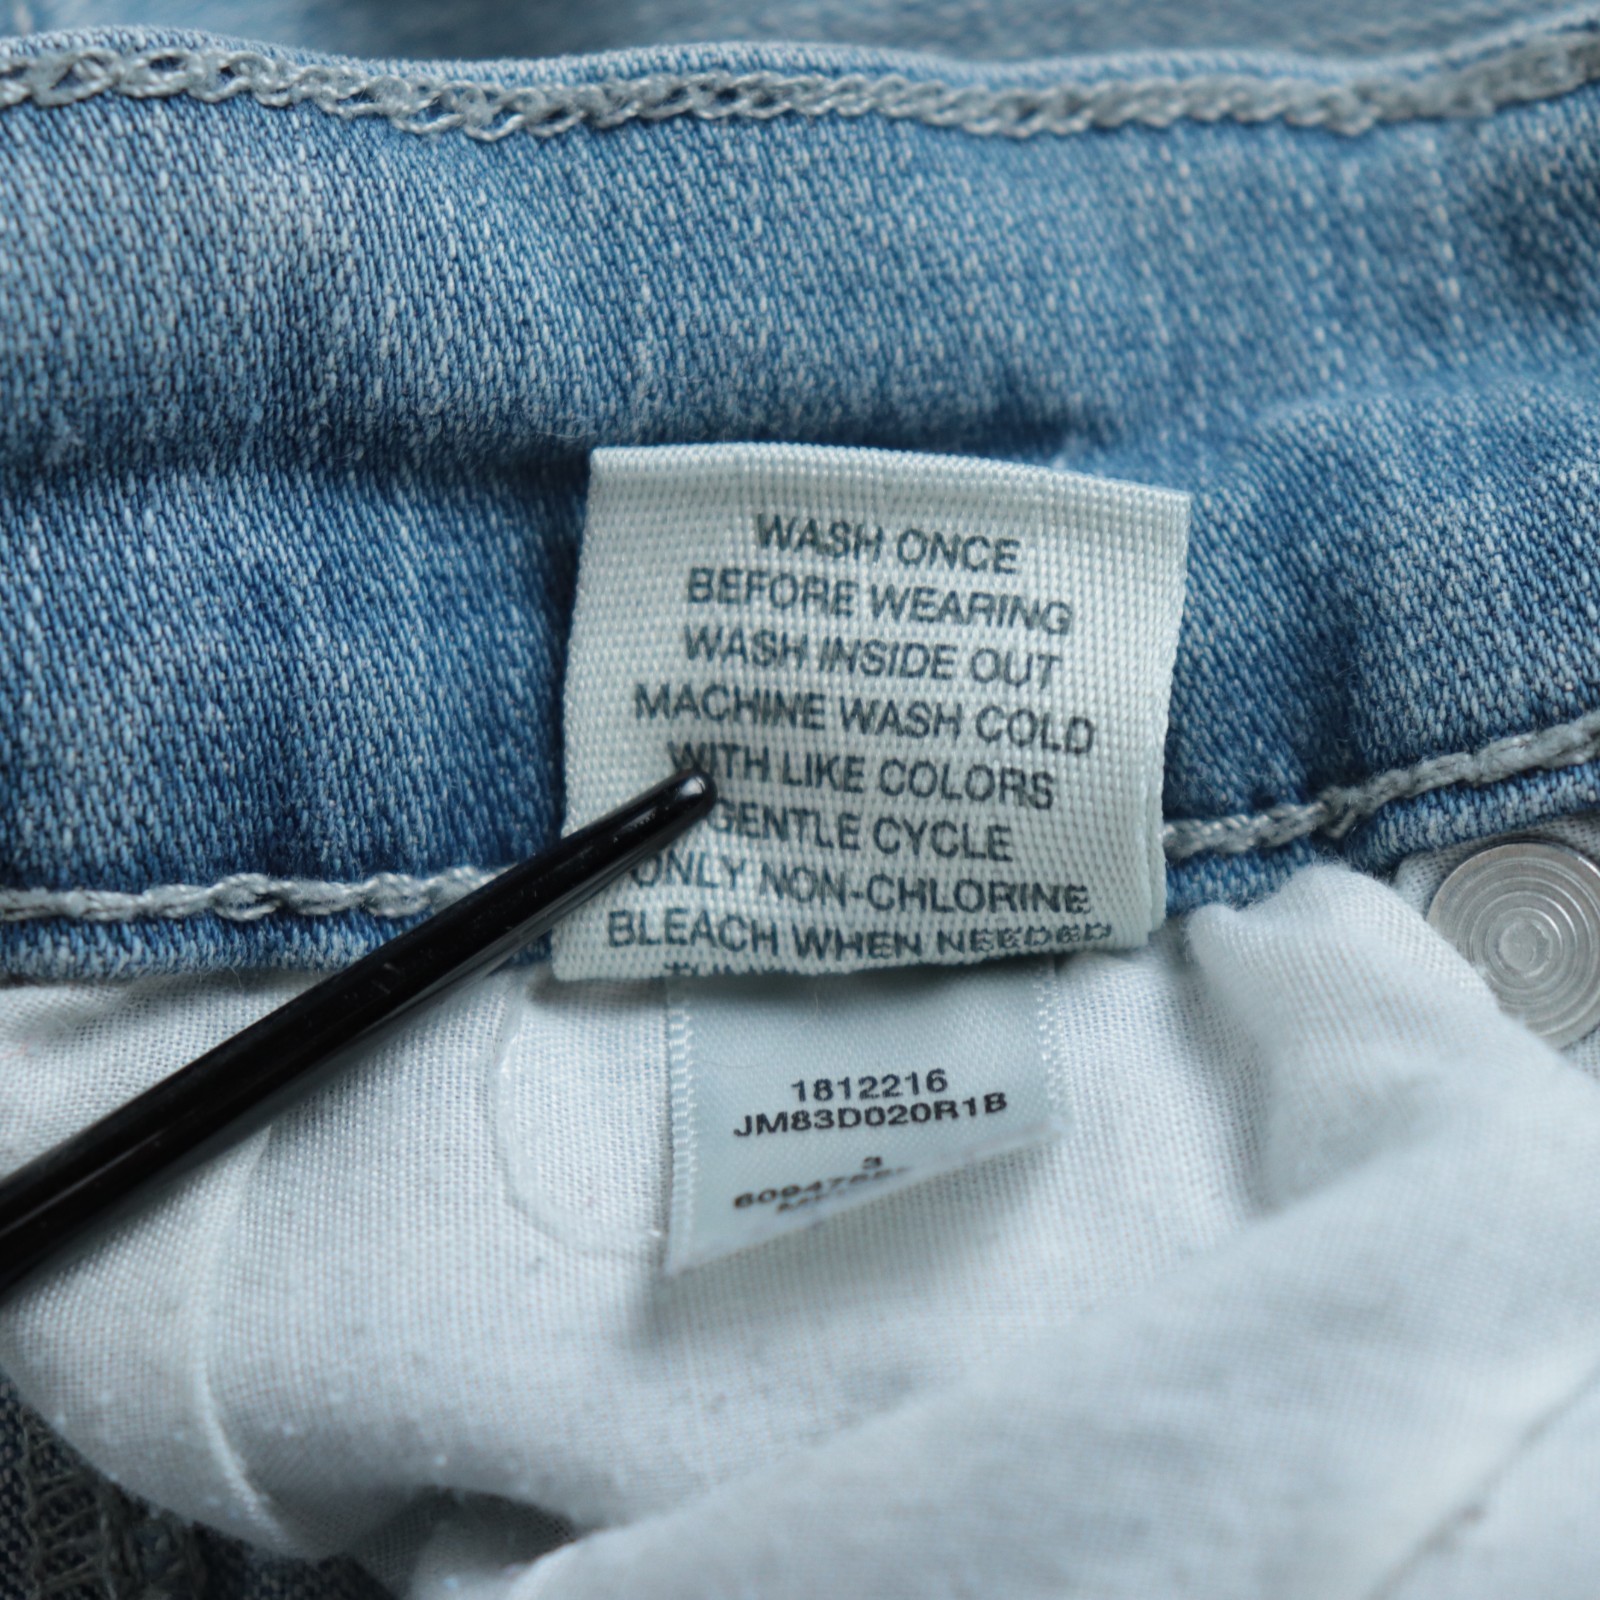 WASH ONCE
BEFORE WEARING
WASH INSIDE OUT
MACHINE WASH COLD
WITH LIKE COLORS
GENTLE CYCLE
ONLY NON-CHLORINE
BLEACH WHEN NEEDED
1812216
JM83D020R1B
3